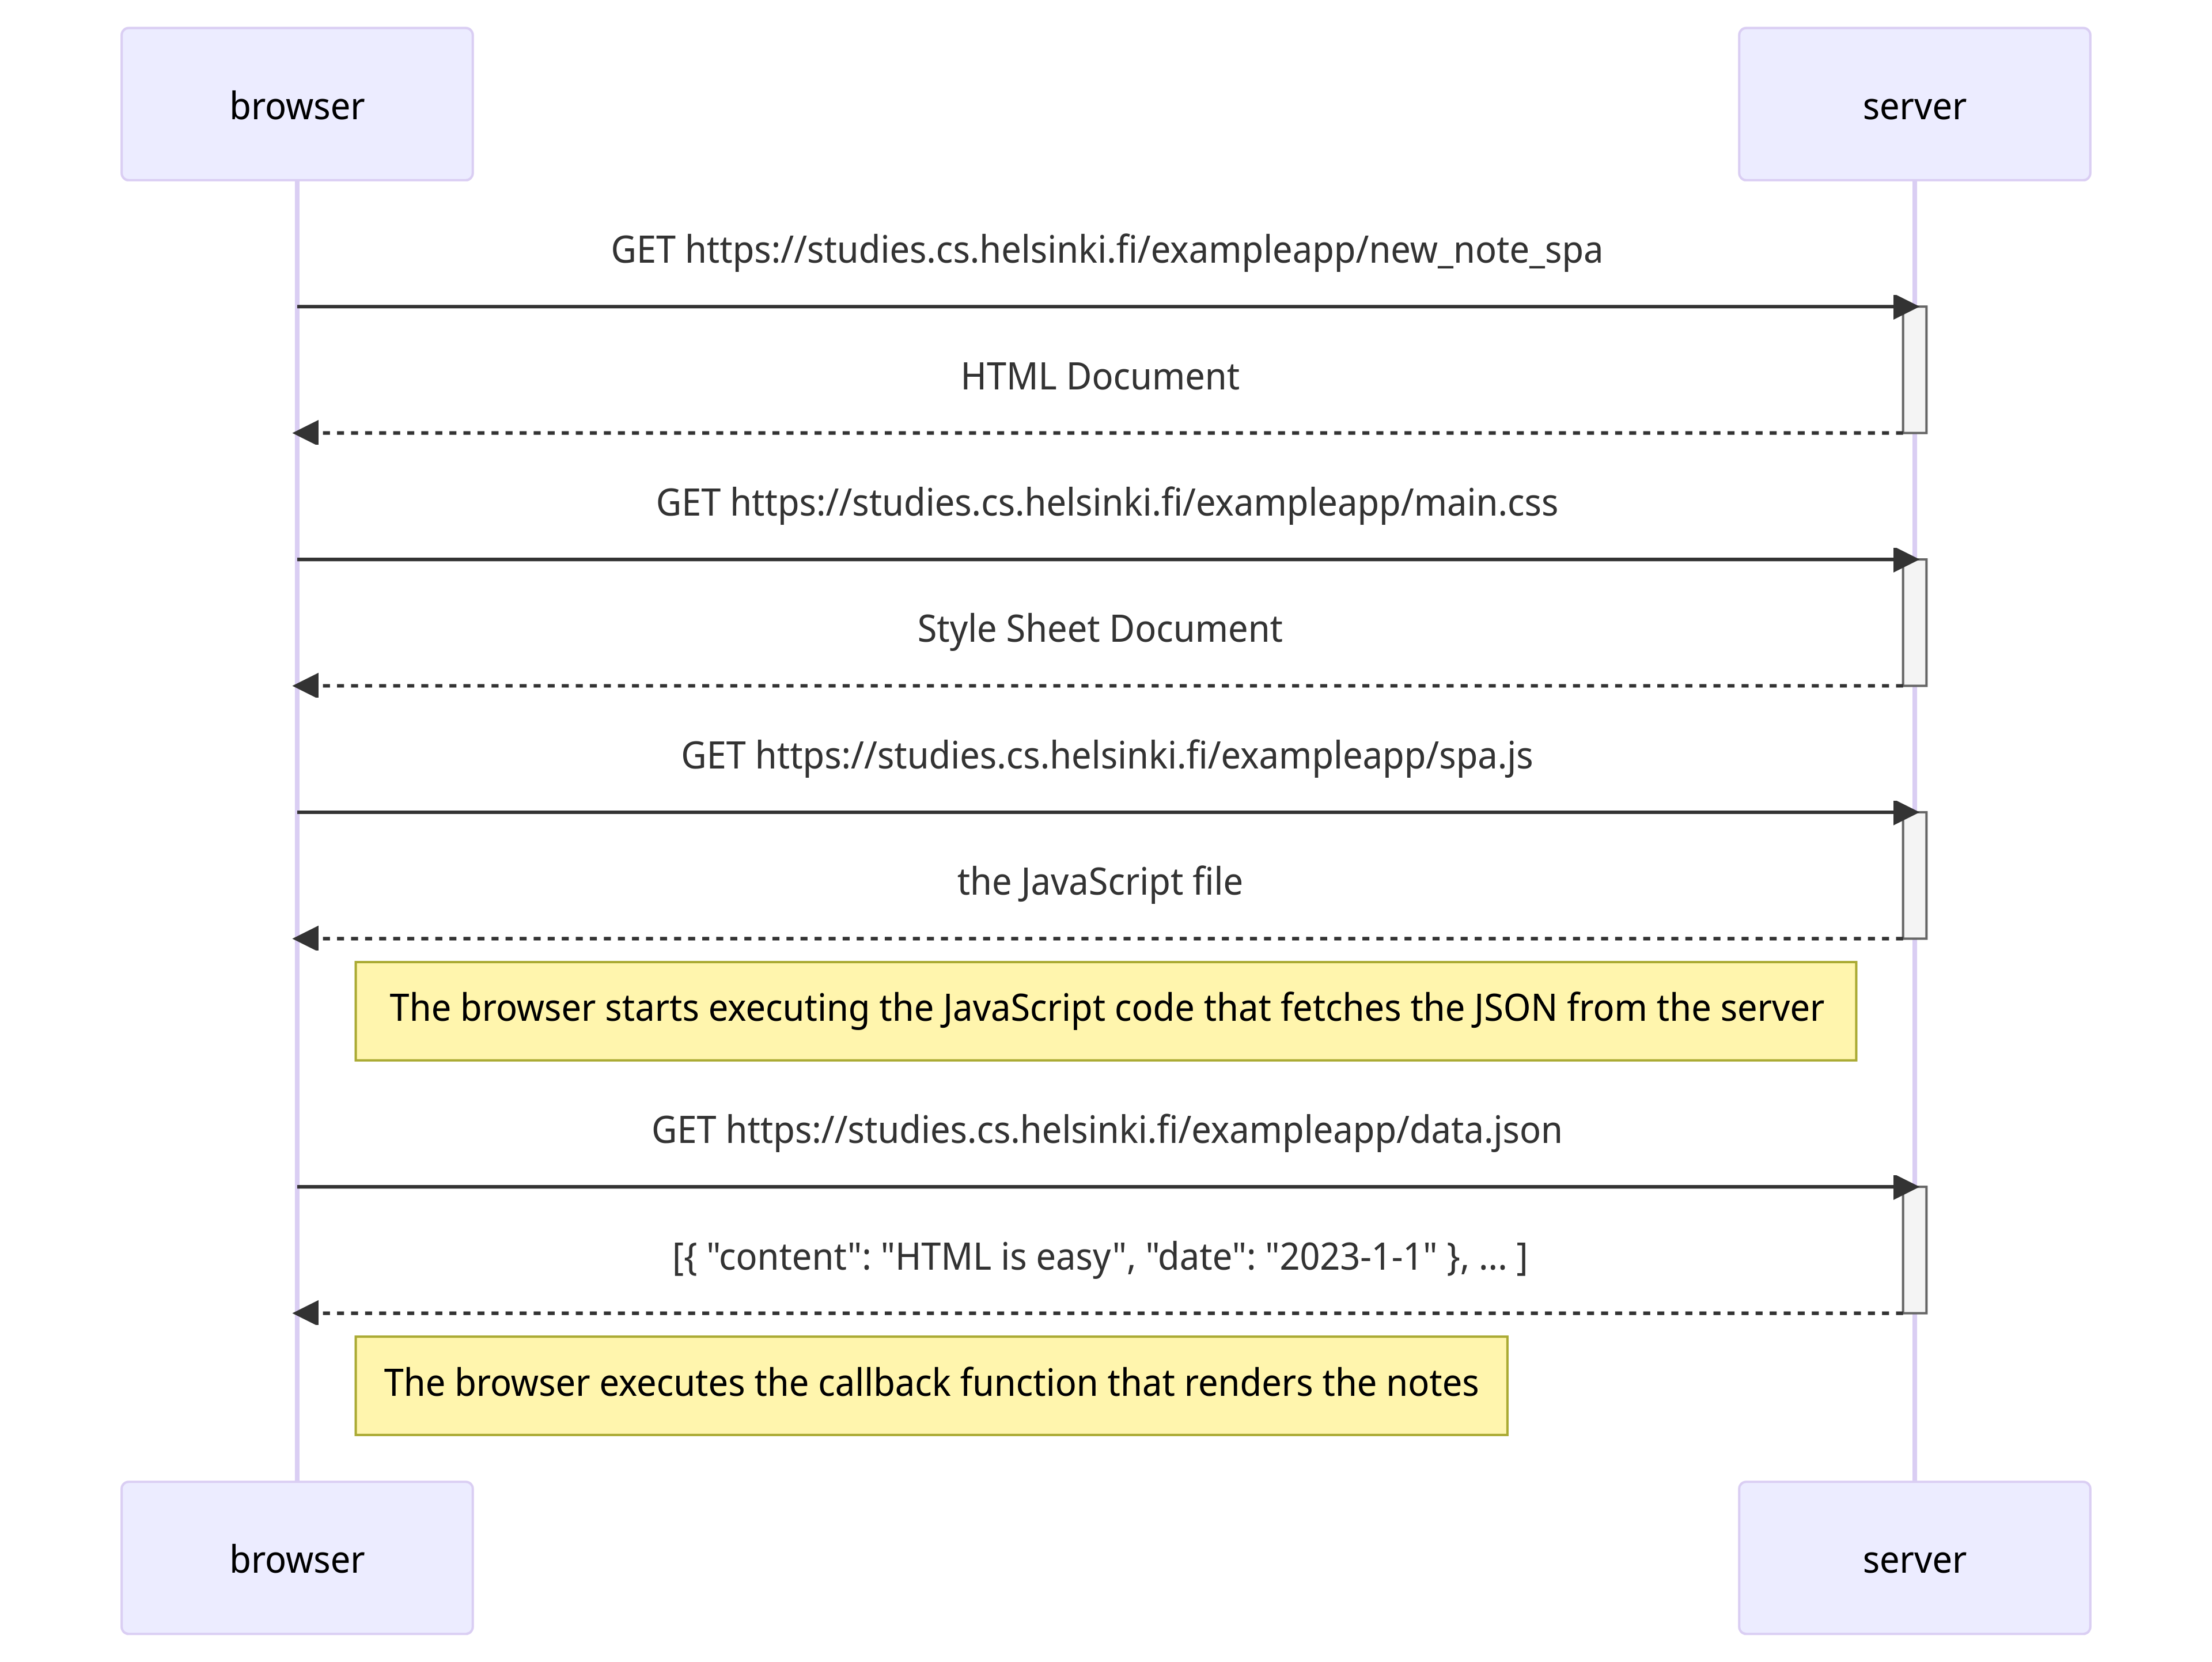 browser
server
GET https://studies.cs.helsinki.fi/exampleapp/new_note_spa
HTML Document
GET https://studies.cs.helsinki.fi/exampleapp/main.css
Style Sheet Document
GET https://studies.cs.helsinki.fi/exampleapp/spa.js
the JavaScript file
The browser starts executing the JavaScript code that fetches the JSON from the server
GET https://studies.cs.helsinki.fi/exampleapp/data.json
[{ "content": "HTML is easy", "date": "2023-1-1" }, ... ]
The browser executes the callback function that renders the notes
browser
server